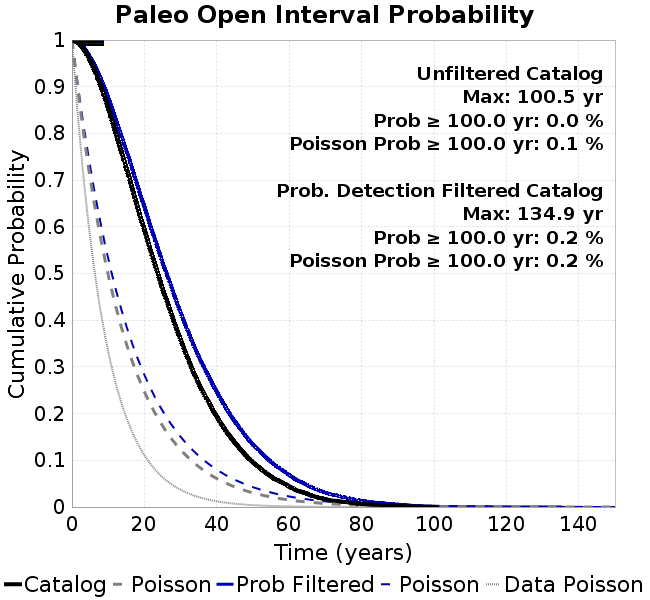 Paleo Open Interval Probability
Unfiltered Catalog
Max: 100.5 yr
Prob ≥ 100.0 yr: 0.0 %
Poisson Prob ≥ 100.0 yr: 0.1 %
Prob. Detection Filtered Catalog
Max: 134.9 yr
Prob ≥ 100.0 yr: 0.2 %
Poisson Prob ≥ 100.0 yr: 0.2 %
Cumulative Probability
1
0.9
0.8
0.7
0.6
0.5
0.4
0.3
0.2
0.1
0
0 20 40 60 80 100 120 140
Time (years)
Catalog Poisson Prob Filtered Poisson Data Poisson